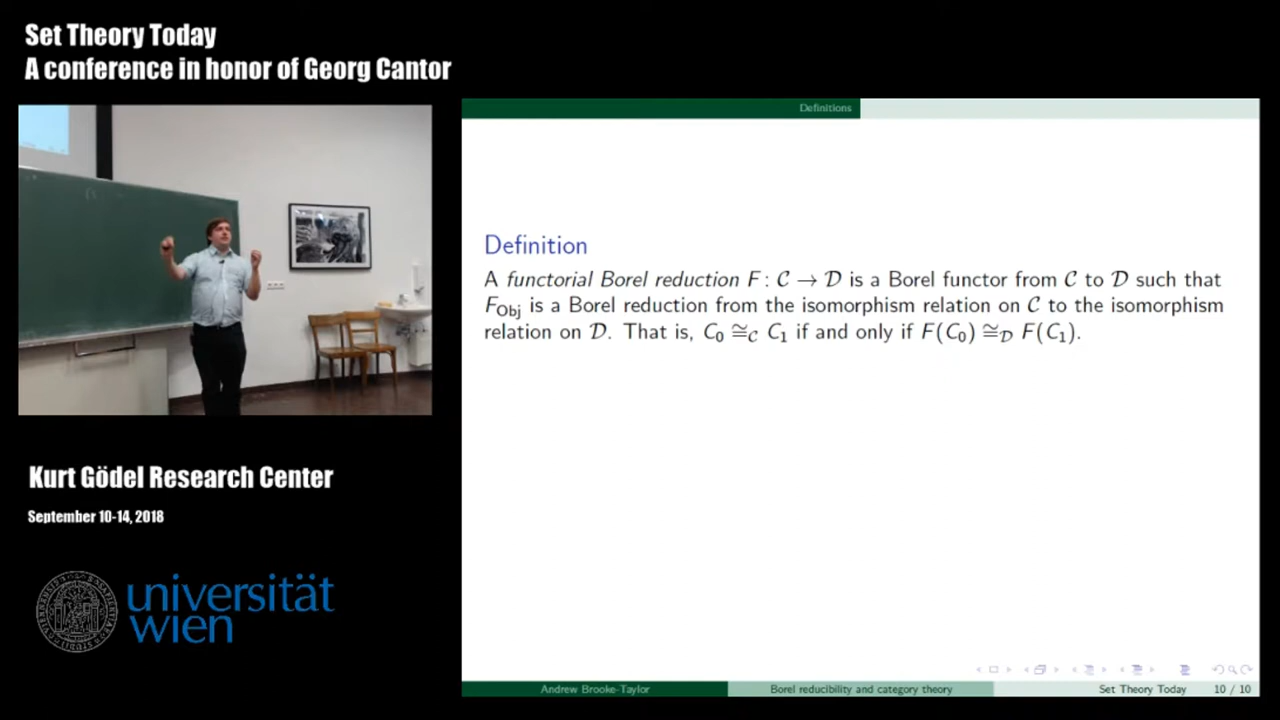 Set Theory Today
A conference in honor of Georg Cantor
Definitions
Definition
A functorial Borel reduction F : 𝒞 → 𝒟 is a Borel functor from 𝒞 to 𝒟 such that
F_Obj is a Borel reduction from the isomorphism relation on 𝒞 to the isomorphism
relation on 𝒟. That is, C₀ ≅_𝒞 C₁ if and only if F(C₀) ≅_𝒟 F(C₁).
Kurt Gödel Research Center
September 10-14, 2018
universität
wien
Andrew Brooke-Taylor
Borel reducibility and category theory
Set Theory Today
10 / 10